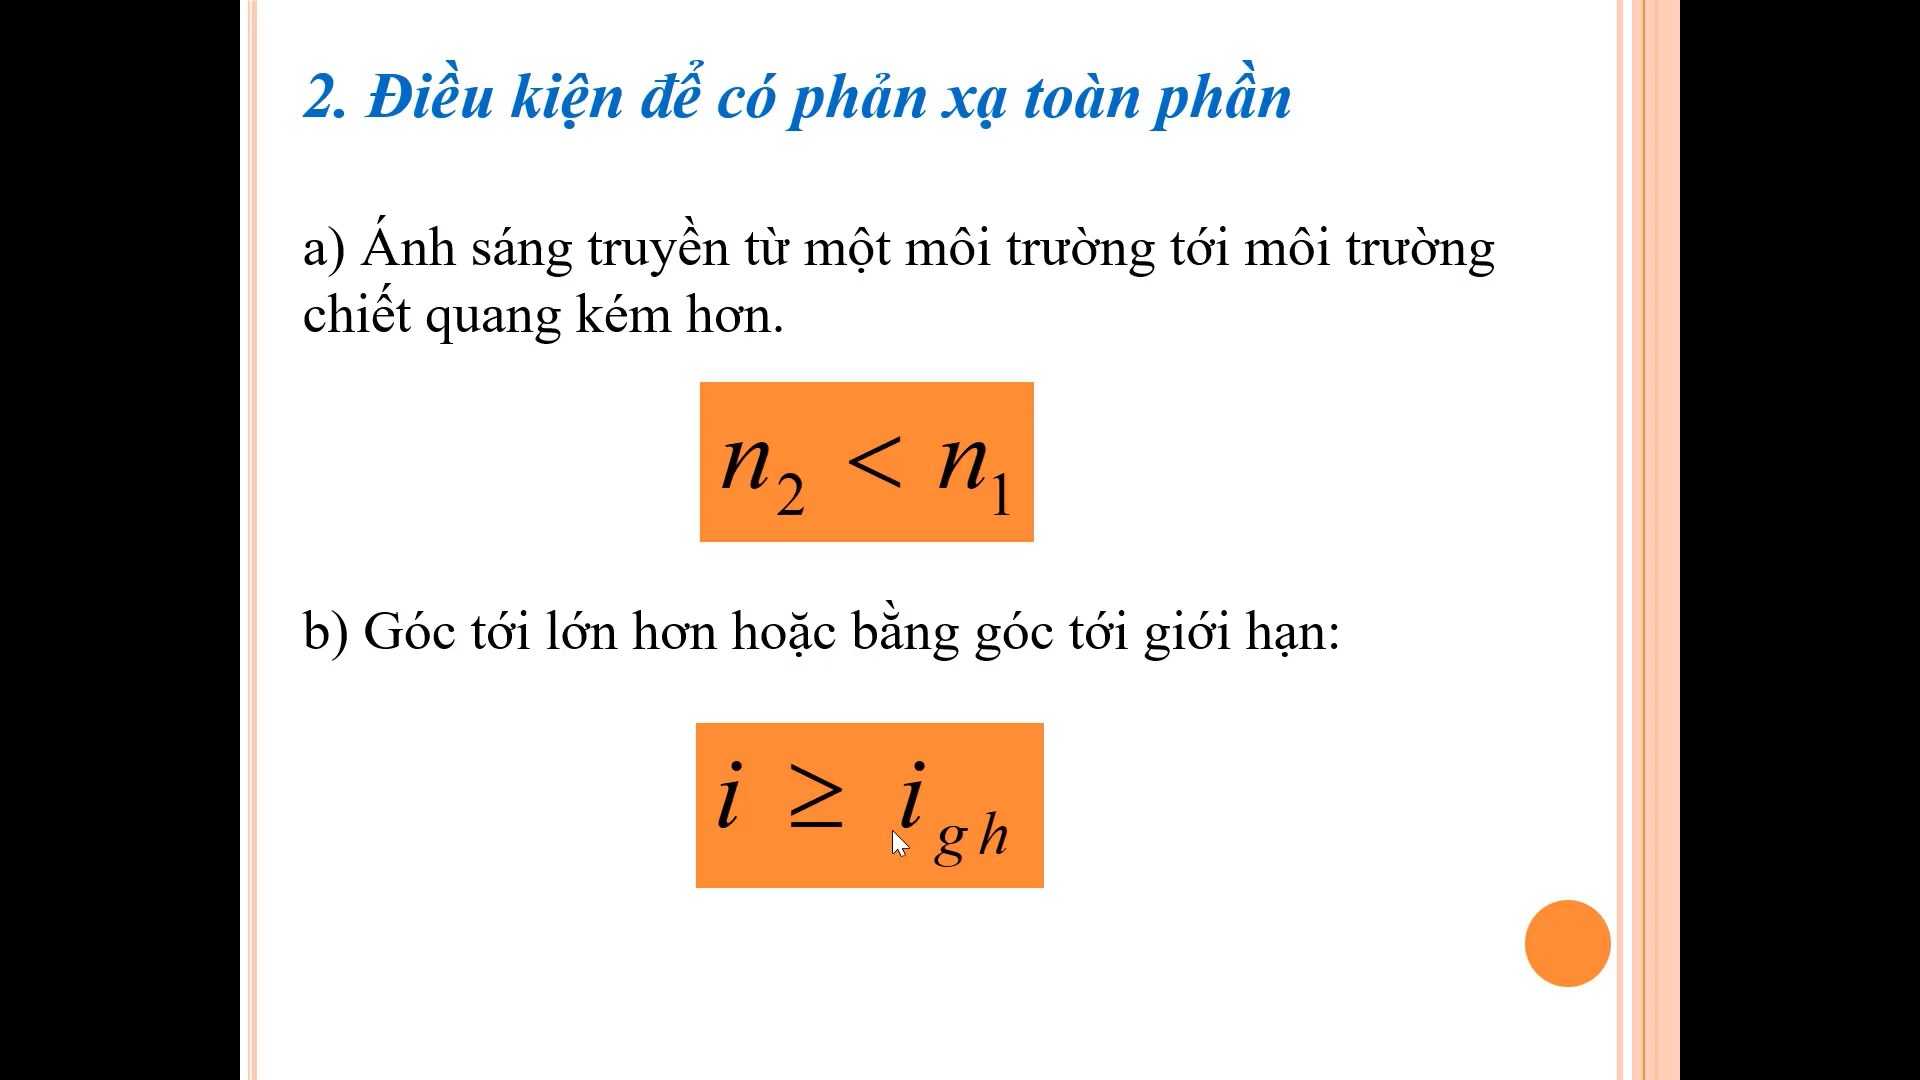 2. Điều kiện để có phản xạ toàn phần
a) Ánh sáng truyền từ một môi trường tới môi trường
chiết quang kém hơn.
n₂ < n₁
b) Góc tới lớn hơn hoặc bằng góc tới giới hạn:
i ≥ i_gh